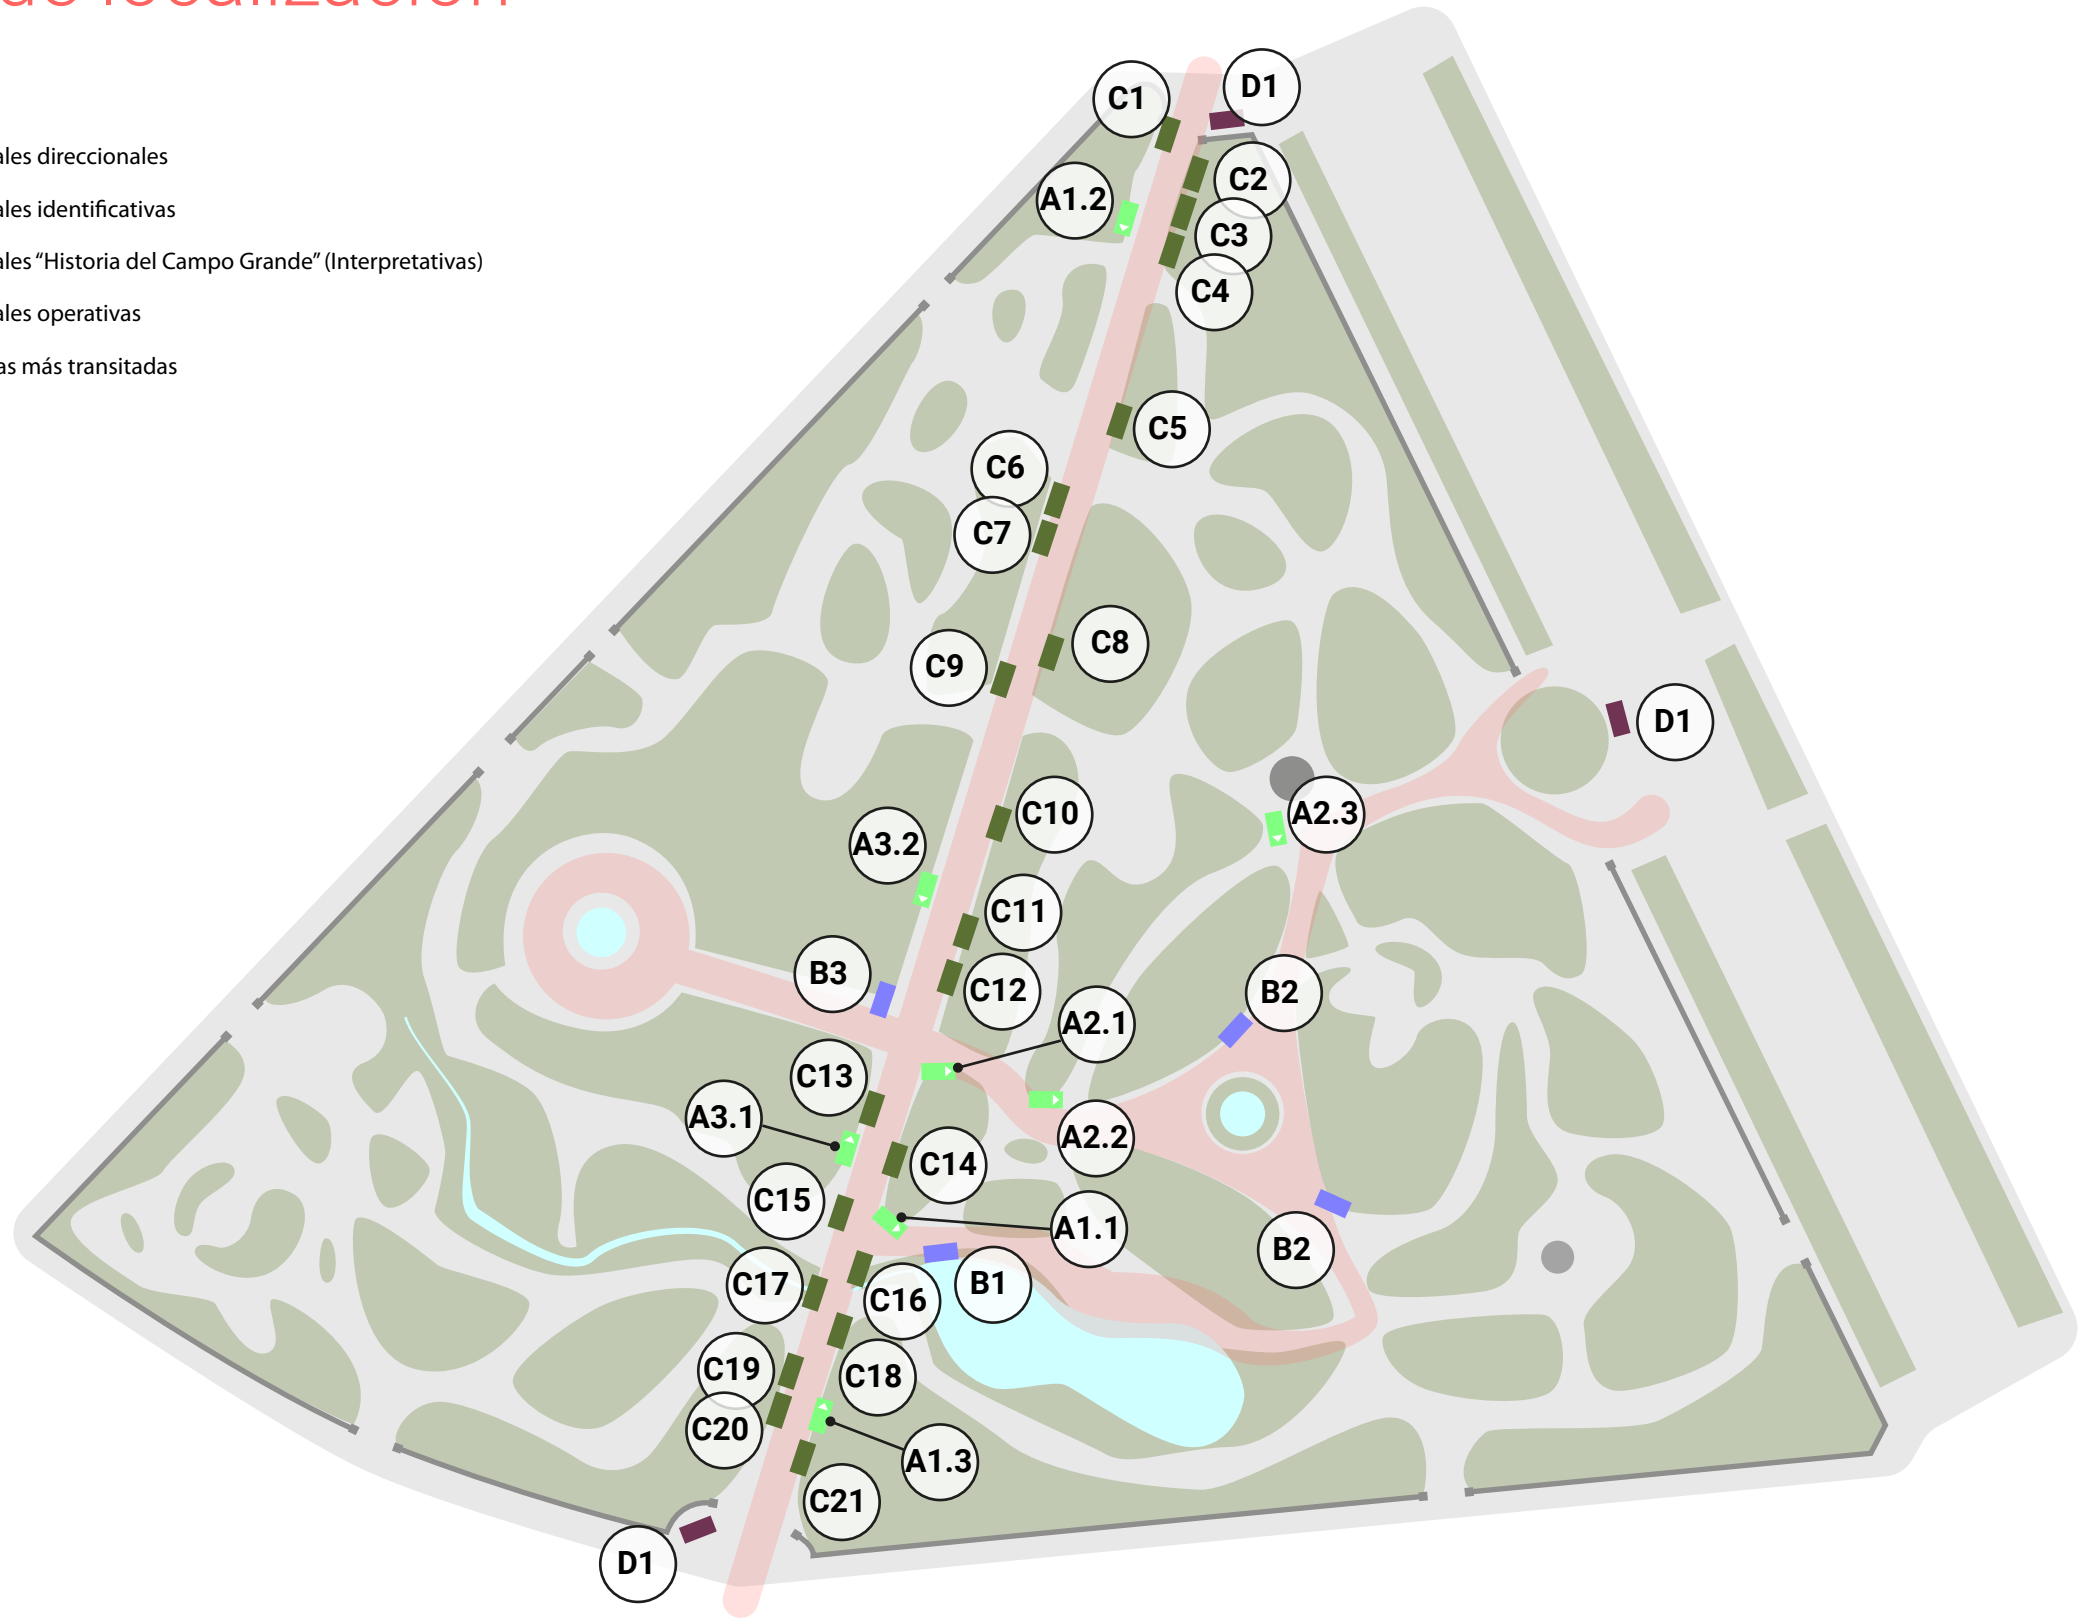 de localización
ales direccionales
ales identificativas
ales “Historia del Campo Grande” (Interpretativas)
ales operativas
as más transitadas
C1
D1
A1.2
C2
C3
C4
C5
C6
C7
C8
C9
D1
C10
A2.3
A3.2
C11
B3
C12
B2
A2.1
C13
A3.1
A2.2
C14
C15
A1.1
B2
C17
B1
C16
C19
C18
C20
A1.3
C21
D1